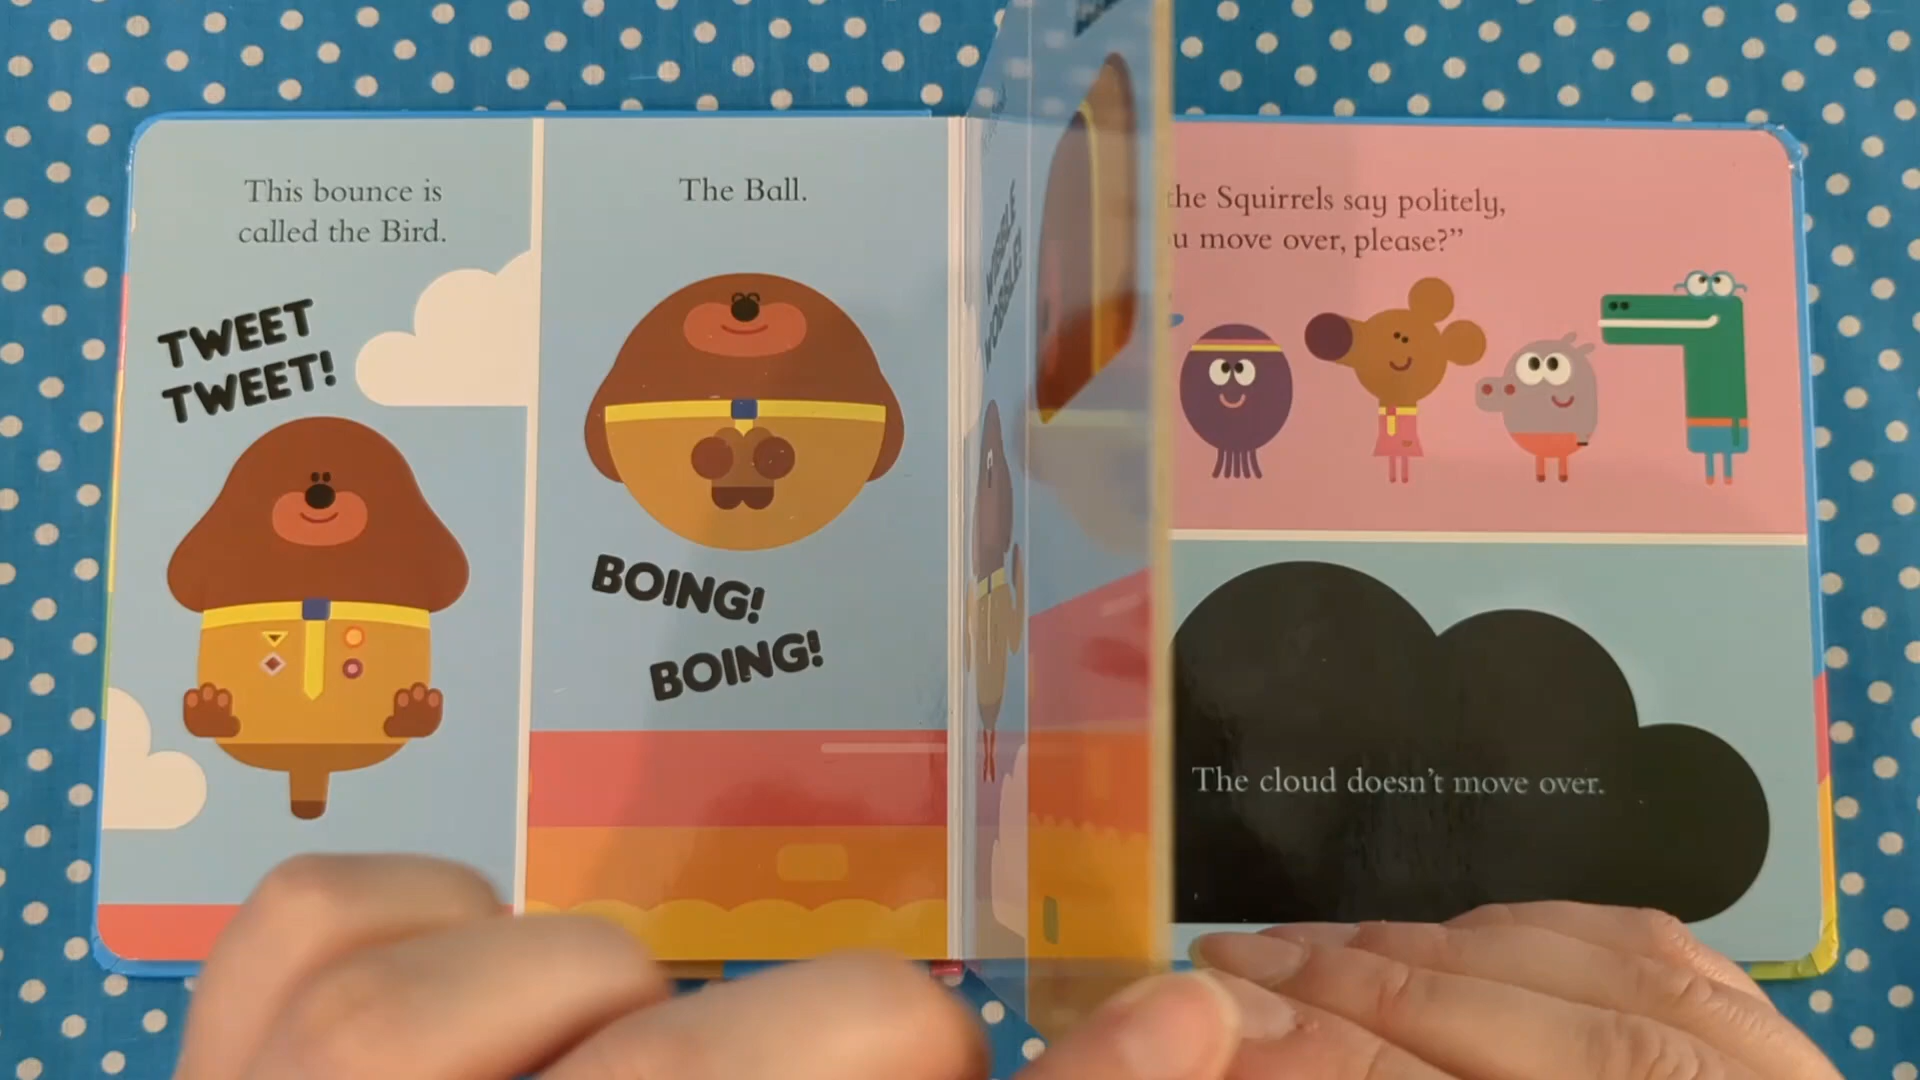 This bounce is
called the Bird.
TWEET
TWEET!
The Ball.
BOING!
BOING!
WOBBLE!
the Squirrels say politely,
u move over, please?”
The cloud doesn’t move over.